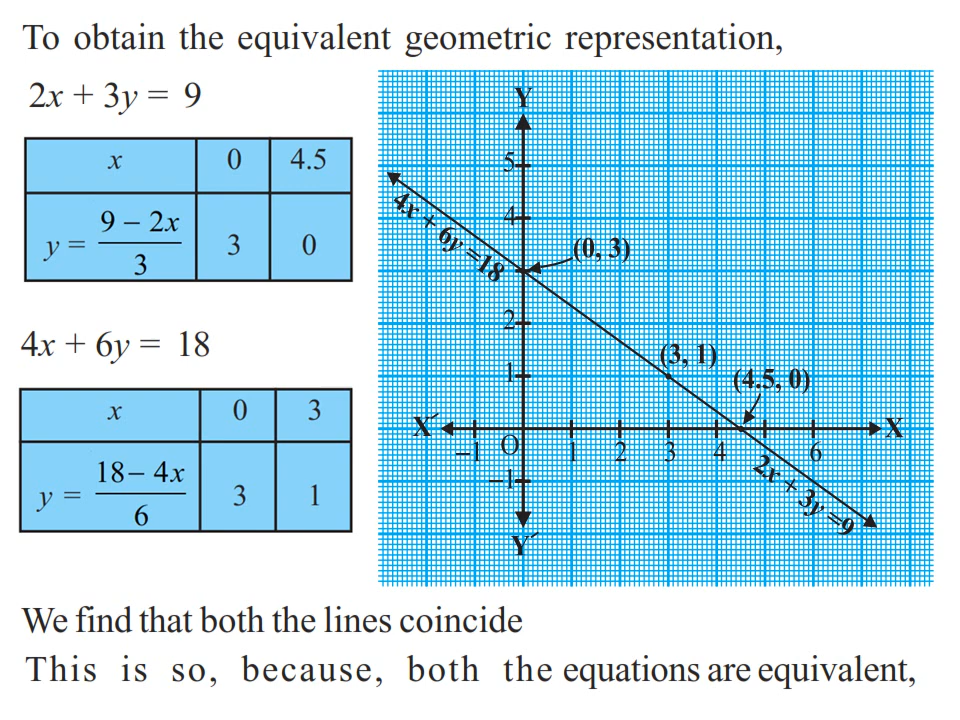 To obtain the equivalent geometric representation,
2x + 3y = 9
x 0 4.5
y = (9 – 2x)/3 3 0
4x + 6y = 18
x 0 3
y = (18 – 4x)/6 3 1
Y
5
4x + 6y =18
4
(0, 3)
2
(3, 1)
1
(4.5, 0)
X′ X
–1 O 1 2 3 4 6
–1
2x + 3y =9
Y′
We find that both the lines coincide
This is so, because, both the equations are equivalent,